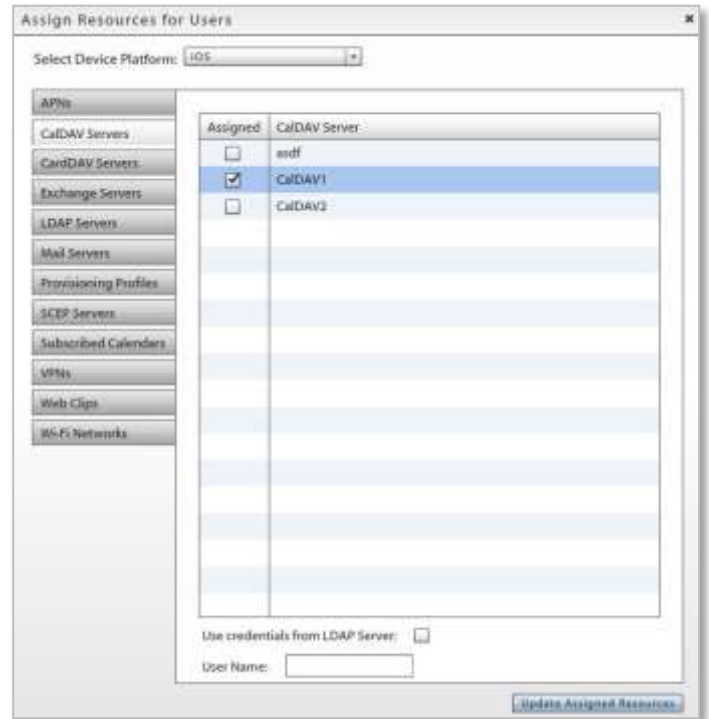 Assign Resources for Users
Select Device Platform: iOS
APNs
CalDAV Servers
CardDAV Servers
Exchange Servers
LDAP Servers
Mail Servers
Provisioning Profiles
SCEP Servers
Subscribed Calendars
VPNs
Web Clips
Wi-Fi Networks
Assigned CalDAV Server
asdf
CalDAV1
CalDAV2
Use credentials from LDAP Server:
User Name:
Update Assigned Resources